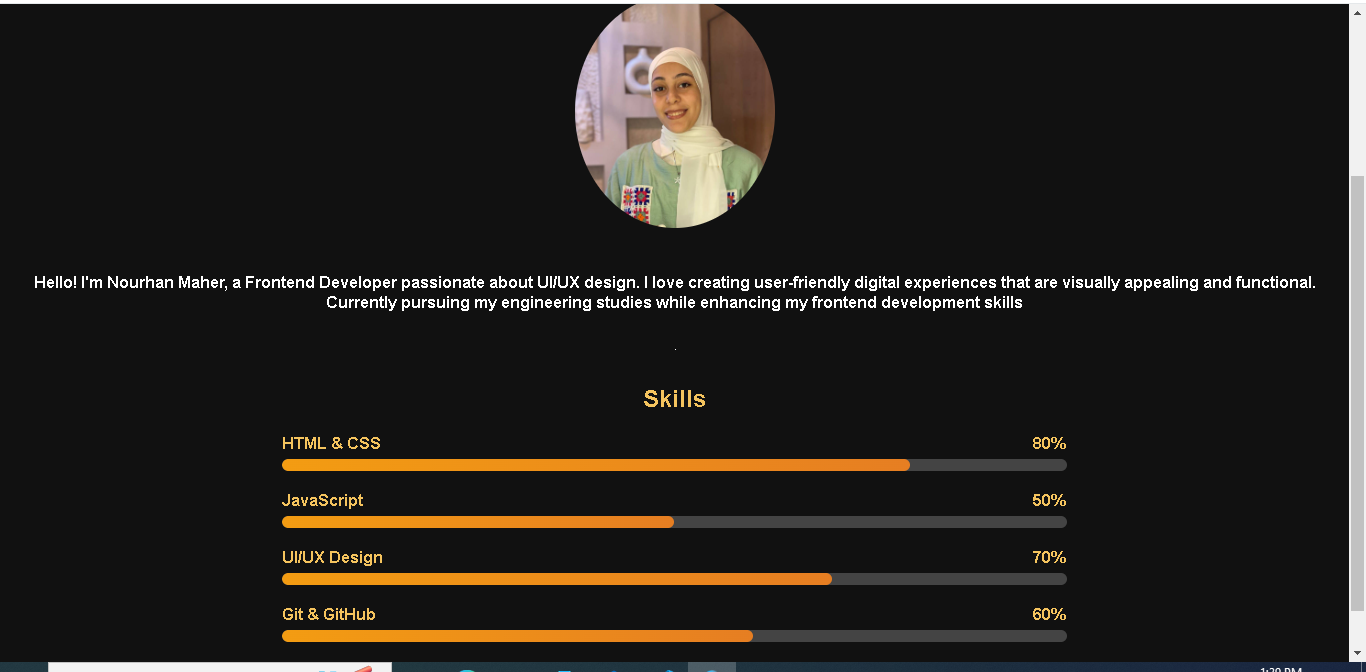 Hello! I'm Nourhan Maher, a Frontend Developer passionate about UI/UX design. I love creating user-friendly digital experiences that are visually appealing and functional.
Currently pursuing my engineering studies while enhancing my frontend development skills
.
Skills
HTML & CSS 80%
JavaScript 50%
UI/UX Design 70%
Git & GitHub 60%